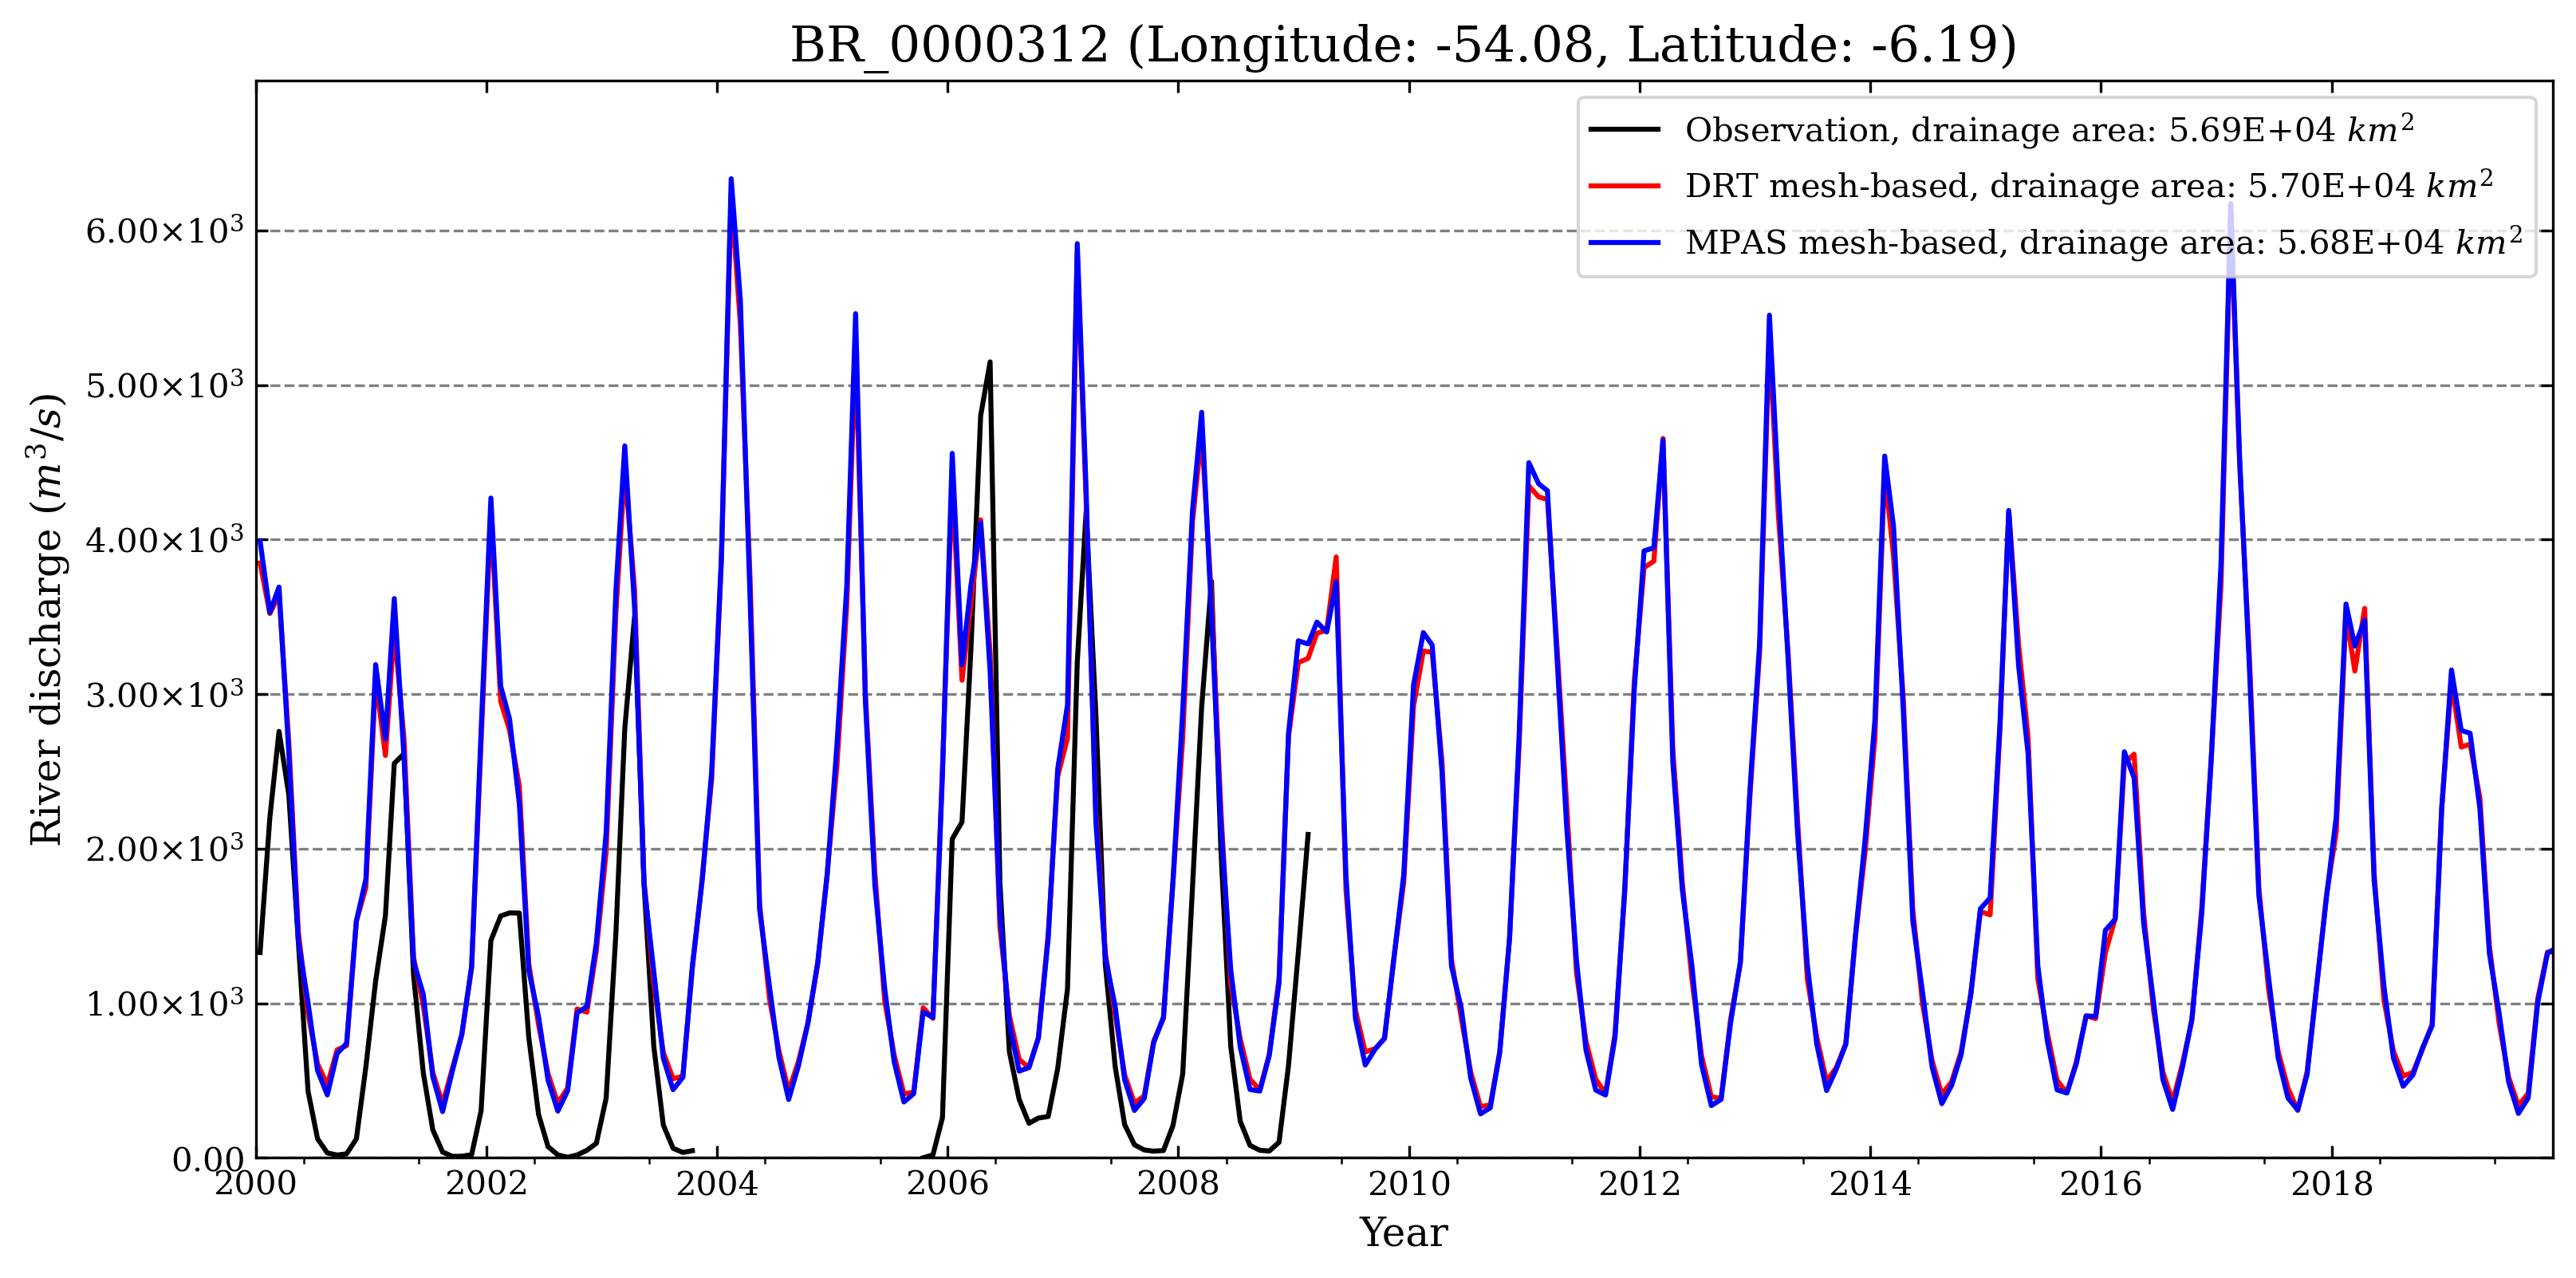 BR_0000312 (Longitude: -54.08, Latitude: -6.19)
Observation, drainage area: 5.69E+04 km²
DRT mesh-based, drainage area: 5.70E+04 km²
MPAS mesh-based, drainage area: 5.68E+04 km²
River discharge (m³/s)
6.00×10³
5.00×10³
4.00×10³
3.00×10³
2.00×10³
1.00×10³
0.00
2000 2002 2004 2006 2008 2010 2012 2014 2016 2018
Year